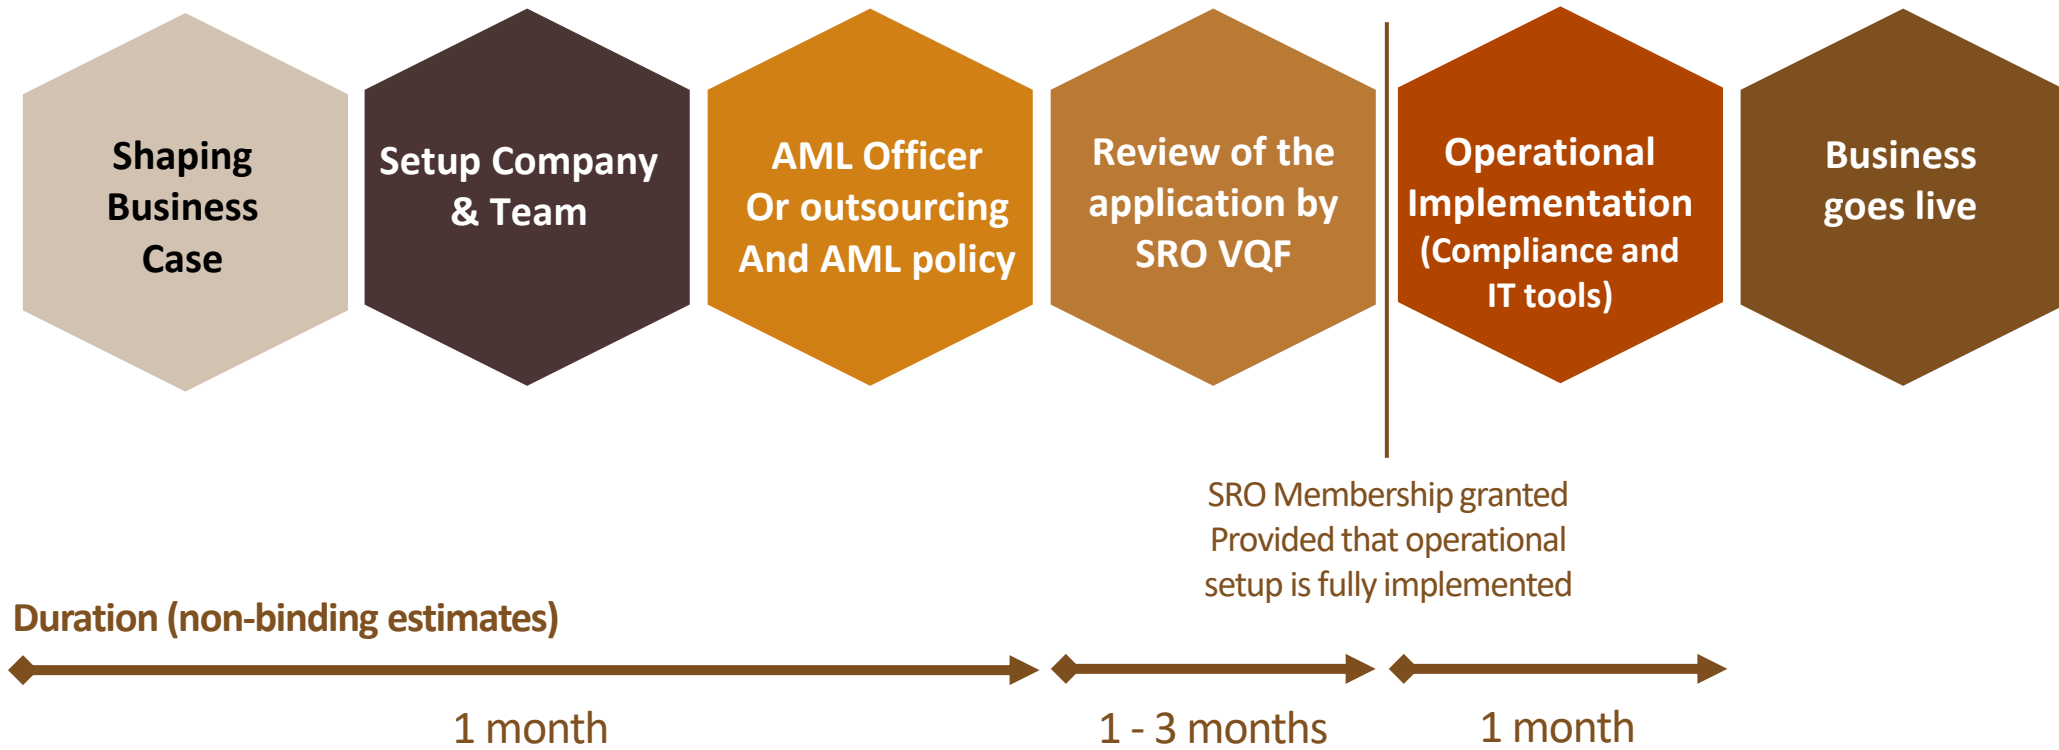 Shaping
Business
Case
Setup Company
& Team
AML Officer
Or outsourcing
And AML policy
Review of the
application by
SRO VQF
Operational
Implementation
(Compliance and
IT tools)
Business
goes live
SRO Membership granted
Provided that operational
setup is fully implemented
Duration (non-binding estimates)
1 month
1 - 3 months
1 month